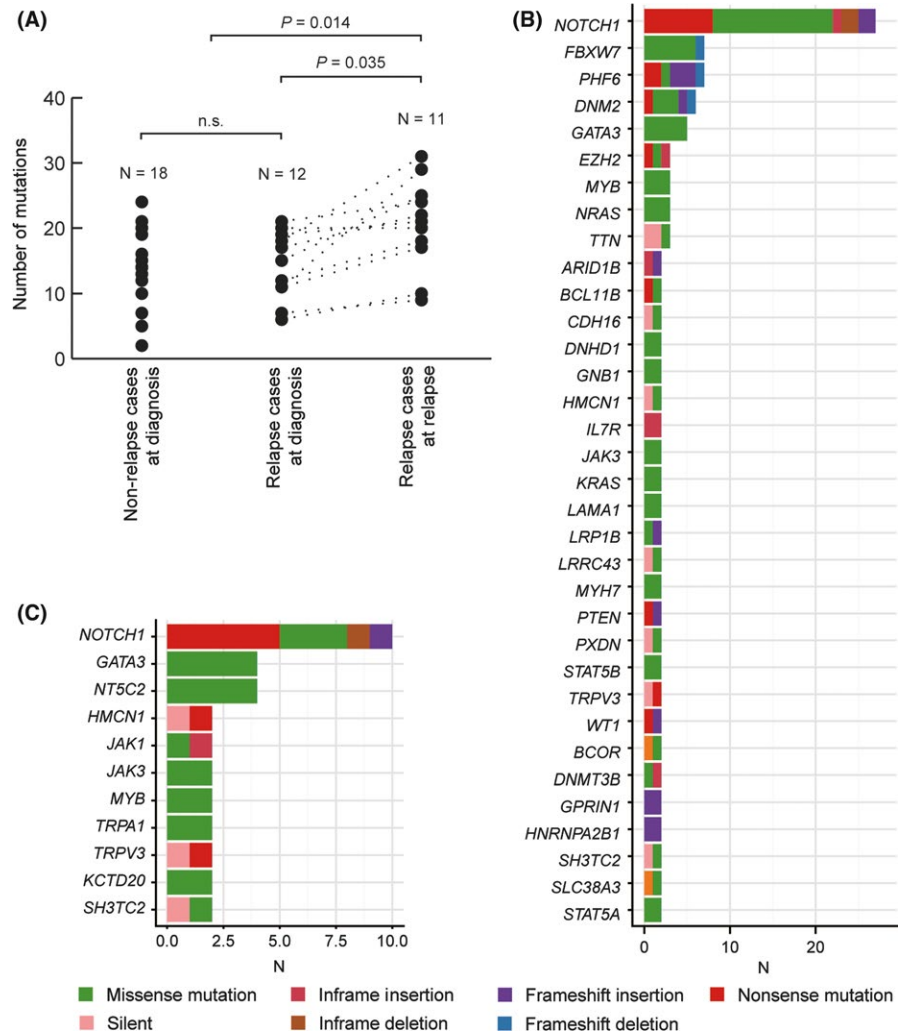 (A)
P = 0.014
P = 0.035
n.s.
N = 18
N = 12
N = 11
Number of mutations
40
30
20
10
0
Non-relapse cases
at diagnosis
Relapse cases
at diagnosis
Relapse cases
at relapse
(B)
NOTCH1
FBXW7
PHF6
DNM2
GATA3
EZH2
MYB
NRAS
TTN
ARID1B
BCL11B
CDH16
DNHD1
GNB1
HMCN1
IL7R
JAK3
KRAS
LAMA1
LRP1B
LRRC43
MYH7
PTEN
PXDN
STAT5B
TRPV3
WT1
BCOR
DNMT3B
GPRIN1
HNRNPA2B1
SH3TC2
SLC38A3
STAT5A
0 10 20
N
(C)
NOTCH1
GATA3
NT5C2
HMCN1
JAK1
JAK3
MYB
TRPA1
TRPV3
KCTD20
SH3TC2
0.0 2.5 5.0 7.5 10.0
N
Missense mutation Inframe insertion Frameshift insertion Nonsense mutation
Silent Inframe deletion Frameshift deletion